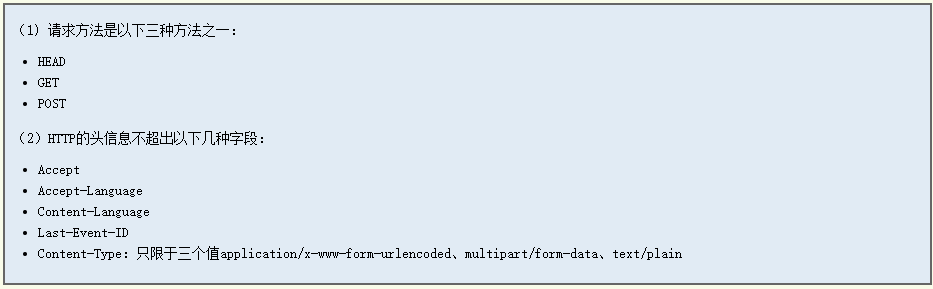 (1) 请求方法是以下三种方法之一:
HEAD
GET
POST
(2) HTTP的头信息不超出以下几种字段:
Accept
Accept-Language
Content-Language
Last-Event-ID
Content-Type: 只限于三个值application/x-www-form-urlencoded、multipart/form-data、text/plain